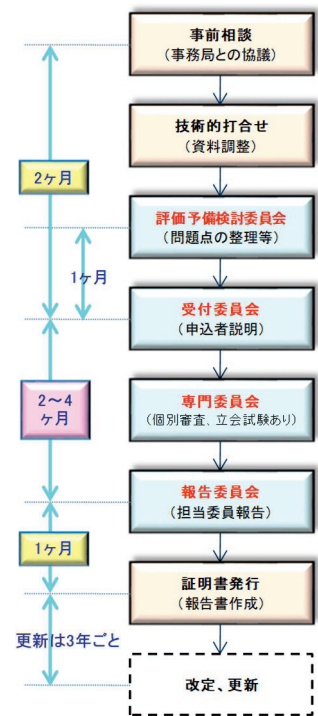 事前相談
（事務局との協議）
技術的打合せ
（資料調整）
2ヶ月
評価予備検討委員会
（問題点の整理等）
1ヶ月
受付委員会
（申込者説明）
2～4
ヶ月
専門委員会
（個別審査、立会試験あり）
報告委員会
（担当委員報告）
1ヶ月
証明書発行
（報告書作成）
更新は3年ごと
改定、更新